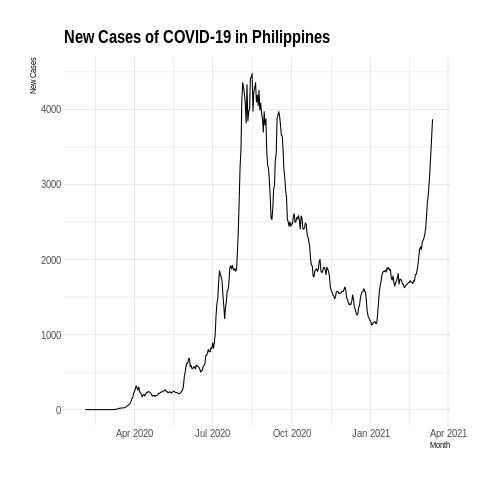 New Cases of COVID-19 in Philippines
New Cases
4000
3000
2000
1000
0
Apr 2020 Jul 2020 Oct 2020 Jan 2021 Apr 2021
Month